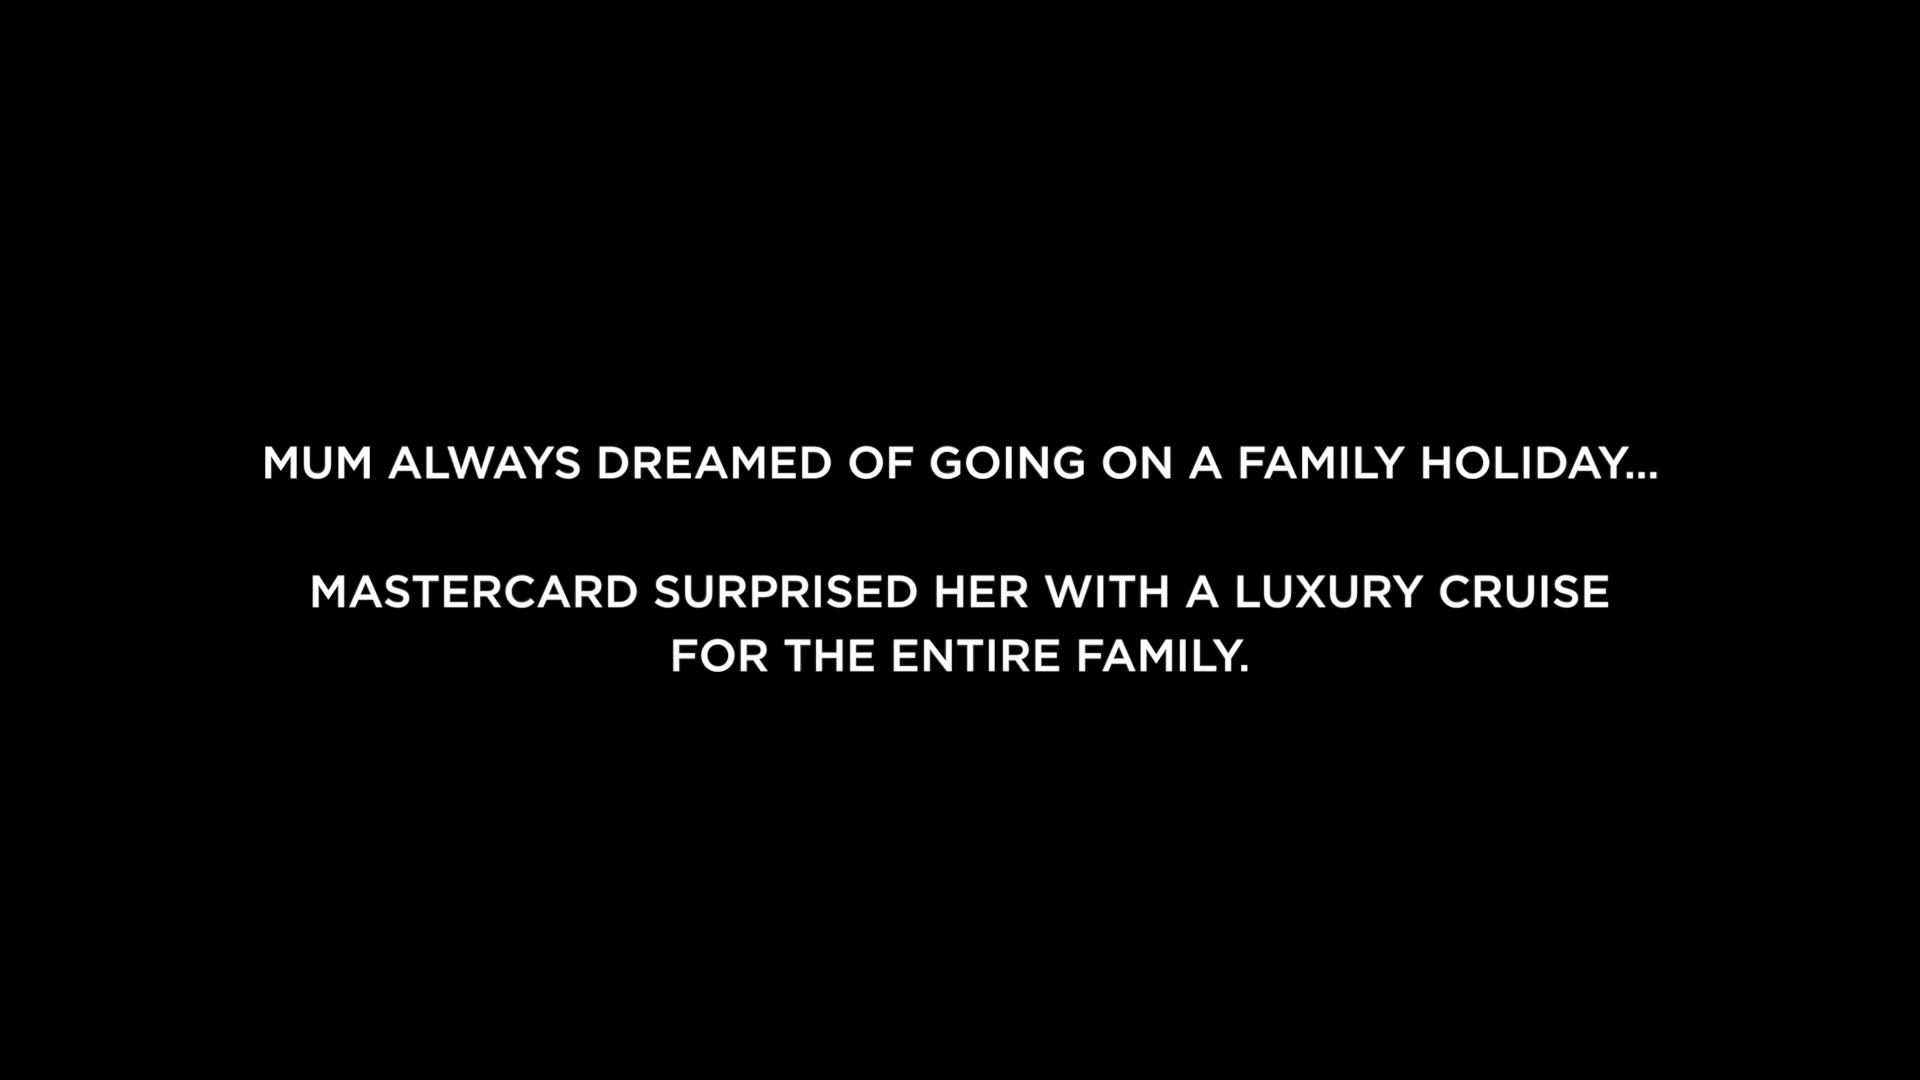 MUM ALWAYS DREAMED OF GOING ON A FAMILY HOLIDAY...
MASTERCARD SURPRISED HER WITH A LUXURY CRUISE
FOR THE ENTIRE FAMILY.